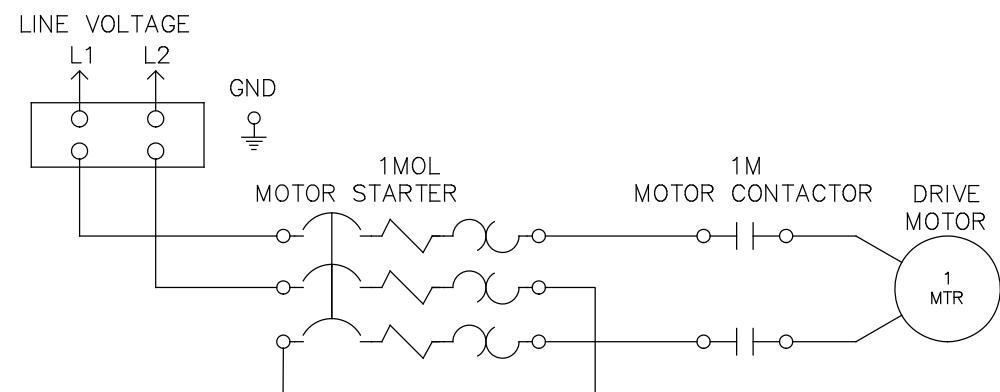 LINE VOLTAGE
L1 L2
GND
1MOL
MOTOR STARTER
1M
MOTOR CONTACTOR
DRIVE
MOTOR
1
MTR